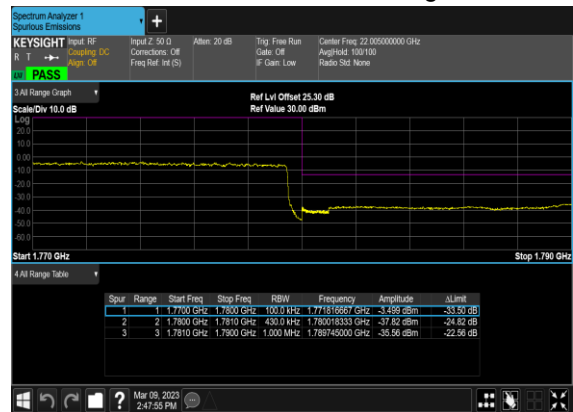 Spectrum Analyzer 1
Spurious Emissions
+
KEYSIGHT Input: RF Input Z: 50 Ω Atten: 20 dB Trig: Free Run Center Freq: 22.005000000 GHz
R T Coupling: DC Corrections: Off Gate: Off Avg|Hold: 100/100
Align: Off Freq Ref: Int (S) IF Gain: Low Radio Std: None
LW PASS
3 All Range Graph
Ref Lvl Offset 25.30 dB
Scale/Div 10.0 dB Ref Value 30.00 dBm
Log
20.0
10.0
0.00
-10.0
-20.0
-30.0
-40.0
-50.0
-60.0
Start 1.770 GHz Stop 1.790 GHz
4 All Range Table
Spur Range Start Freq Stop Freq RBW Frequency Amplitude ΔLimit
1 1 1.7700 GHz 1.7800 GHz 100.0 kHz 1.771816667 GHz -3.499 dBm -33.50 dB
2 2 1.7800 GHz 1.7810 GHz 430.0 kHz 1.780018333 GHz -37.82 dBm -24.82 dB
3 3 1.7810 GHz 1.7900 GHz 1.000 MHz 1.789745000 GHz -35.56 dBm -22.56 dB
? Mar 09, 2023
2:47:55 PM